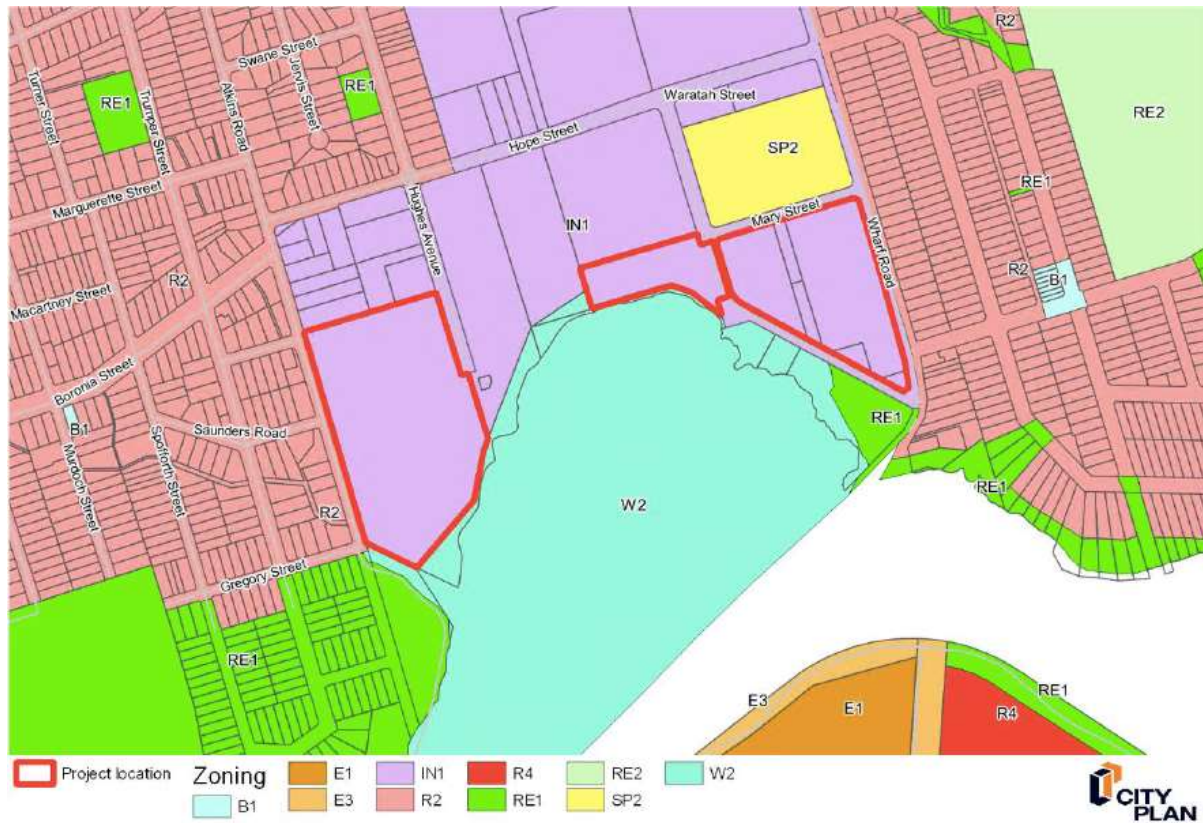 Swane Street
R2
RE1
RE1
Turner Street
Trumper Street
Atkins Road
Jervis Street
Waratah Street
Hope Street
SP2
RE2
Marguerette Street
RE1
Hughes Avenue
IN1
Mary Street
Wharf Road
R2
R2
B1
Macartney Street
Boronia Street
B1
Saunders Road
RE1
Murdoch Street
Spofforth Street
R2
W2
RE1
Gregory Street
RE1
E3
E1
R4
RE1
Project location
Zoning
B1
E1
E3
IN1
R2
R4
RE1
RE2
SP2
W2
CITY
PLAN